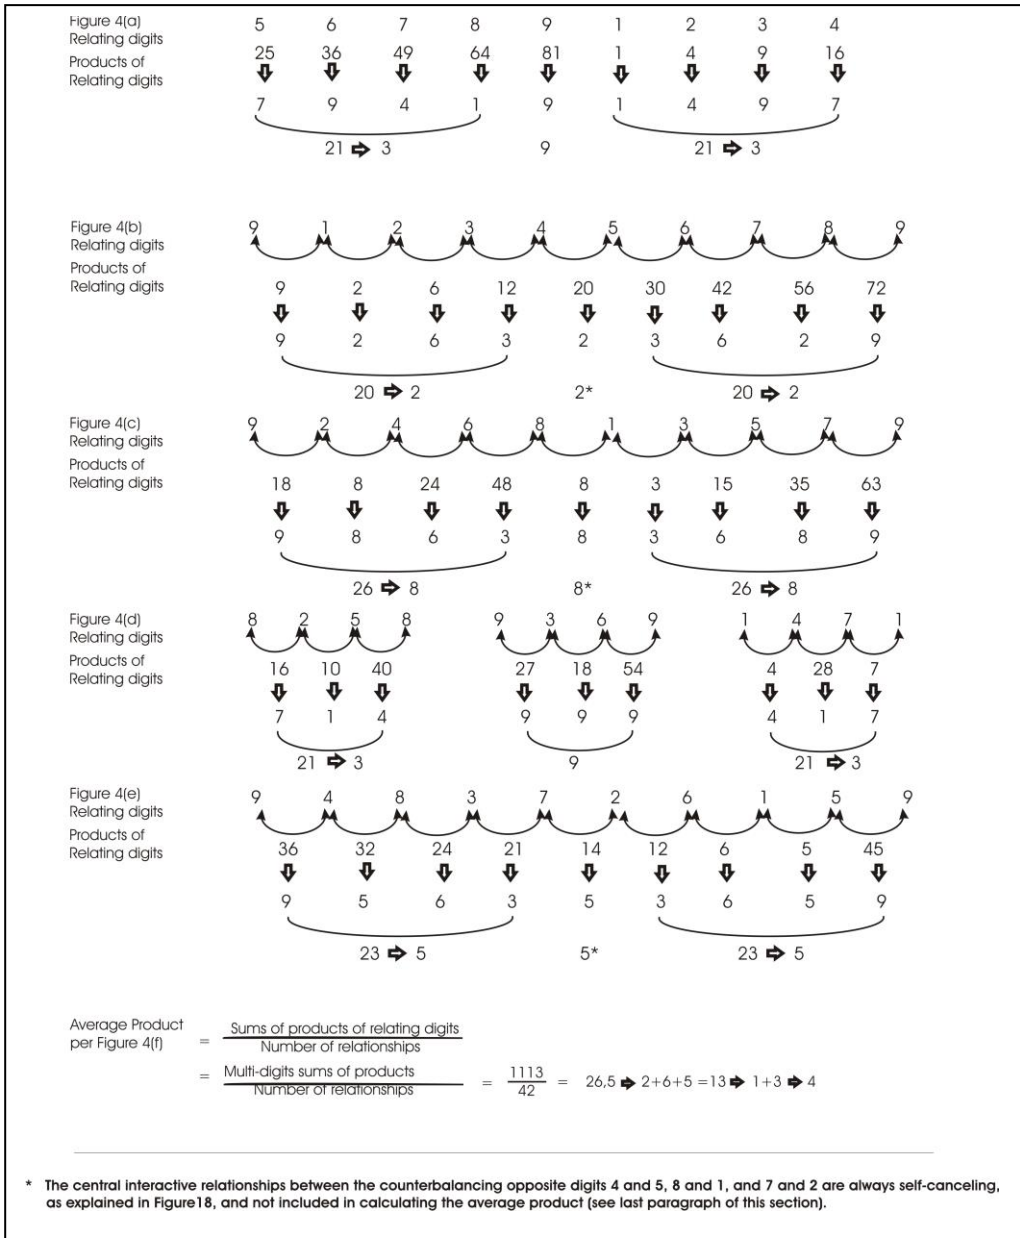 Figure 4(a) 5 6 7 8 9 1 2 3 4
Relating digits
Products of 25 36 49 64 81 1 4 9 16
Relating digits
7 9 4 1 9 1 4 9 7
21 ⇨ 3 9 21 ⇨ 3
Figure 4(b) 9 1 2 3 4 5 6 7 8 9
Relating digits
Products of
Relating digits 9 2 6 12 20 30 42 56 72
9 2 6 3 2 3 6 2 9
20 ⇨ 2 2* 20 ⇨ 2
Figure 4(c) 9 2 4 6 8 1 3 5 7 9
Relating digits
Products of
Relating digits 18 8 24 48 8 3 15 35 63
9 8 6 3 8 3 6 8 9
26 ⇨ 8 8* 26 ⇨ 8
Figure 4(d) 8 2 5 8 9 3 6 9 1 4 7 1
Relating digits
Products of 16 10 40 27 18 54 4 28 7
Relating digits
7 1 4 9 9 9 4 1 7
21 ⇨ 3 9 21 ⇨ 3
Figure 4(e) 9 4 8 3 7 2 6 1 5 9
Relating digits
Products of
Relating digits 36 32 24 21 14 12 6 5 45
9 5 6 3 5 3 6 5 9
23 ⇨ 5 5* 23 ⇨ 5
Average Product
per Figure 4(f) = Sums of products of relating digits
Number of relationships
= Multi-digits sums of products = 1113 = 26,5 ➡ 2+6+5 =13 ➡ 1+3 ➡ 4
Number of relationships 42
* The central interactive relationships between the counterbalancing opposite digits 4 and 5, 8 and 1, and 7 and 2 are always self-canceling,
as explained in Figure18, and not included in calculating the average product (see last paragraph of this section).